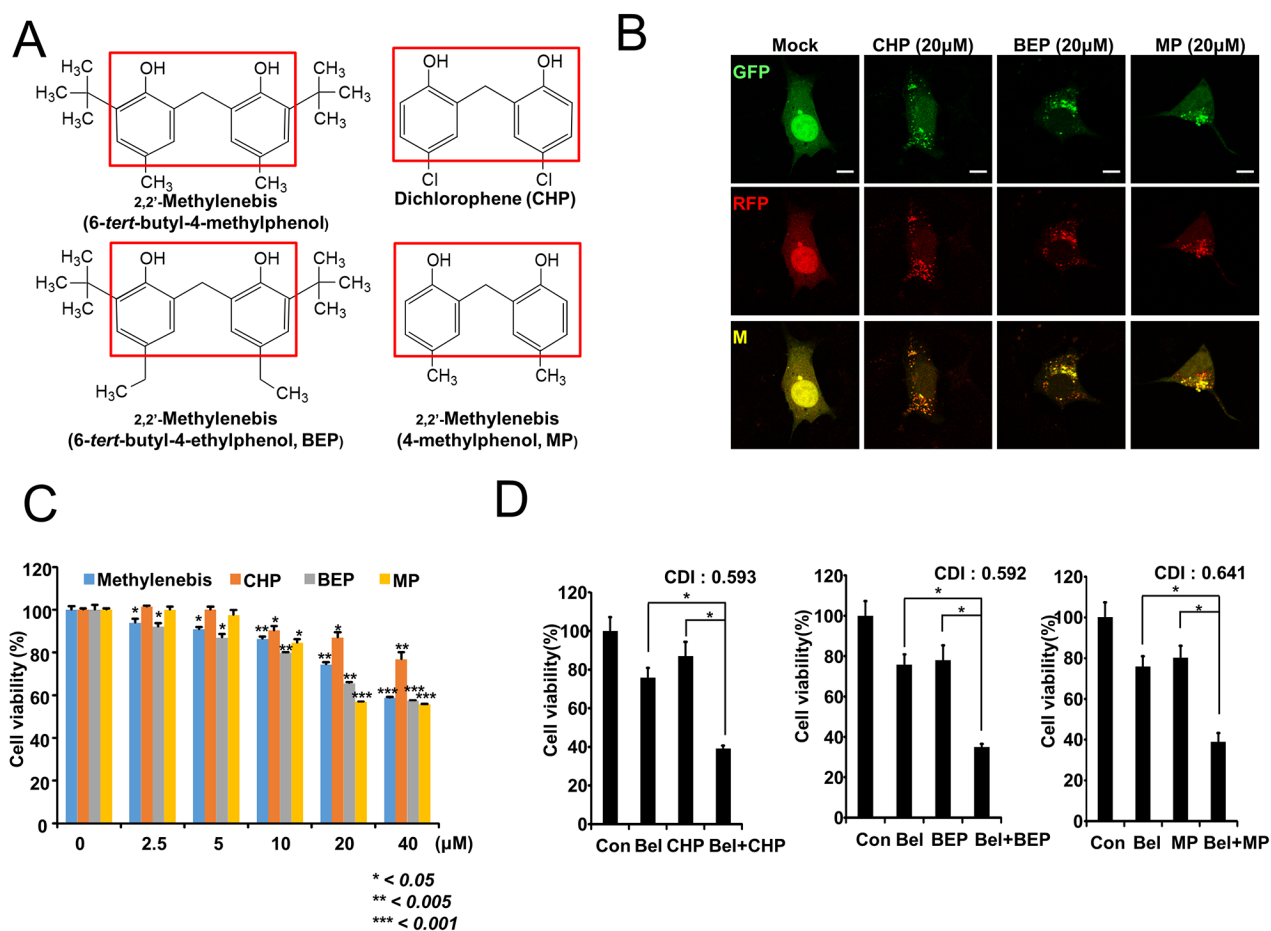 A
H₃C
CH₃
H₃C
OH
OH
CH₃
H₃C
CH₃
CH₃
CH₃
2,2'-Methylenebis
(6-tert-butyl-4-methylphenol)
OH
OH
Cl
Cl
Dichlorophene (CHP)
H₃C
CH₃
H₃C
OH
OH
CH₃
H₃C
CH₃
H₃C
CH₃
2,2'-Methylenebis
(6-tert-butyl-4-ethylphenol, BEP)
OH
OH
CH₃
CH₃
2,2'-Methylenebis
(4-methylphenol, MP)
B
Mock
CHP (20µM)
BEP (20µM)
MP (20µM)
GFP
RFP
M
C
Methylenebis
CHP
BEP
MP
Cell viability (%)
120
100
80
60
40
20
0
* * * * ** * ** * ** * ** *** *** ** *** ***
0 2.5 5 10 20 40 (µM)
* < 0.05
** < 0.005
*** < 0.001
D
CDI : 0.593
*
*
Cell viability(%)
120
100
80
60
40
20
0
Con Bel CHP Bel+CHP
CDI : 0.592
*
*
Cell viability(%)
120
100
80
60
40
20
0
Con Bel BEP Bel+BEP
CDI : 0.641
*
*
Cell viability(%)
120
100
80
60
40
20
0
Con Bel MP Bel+MP